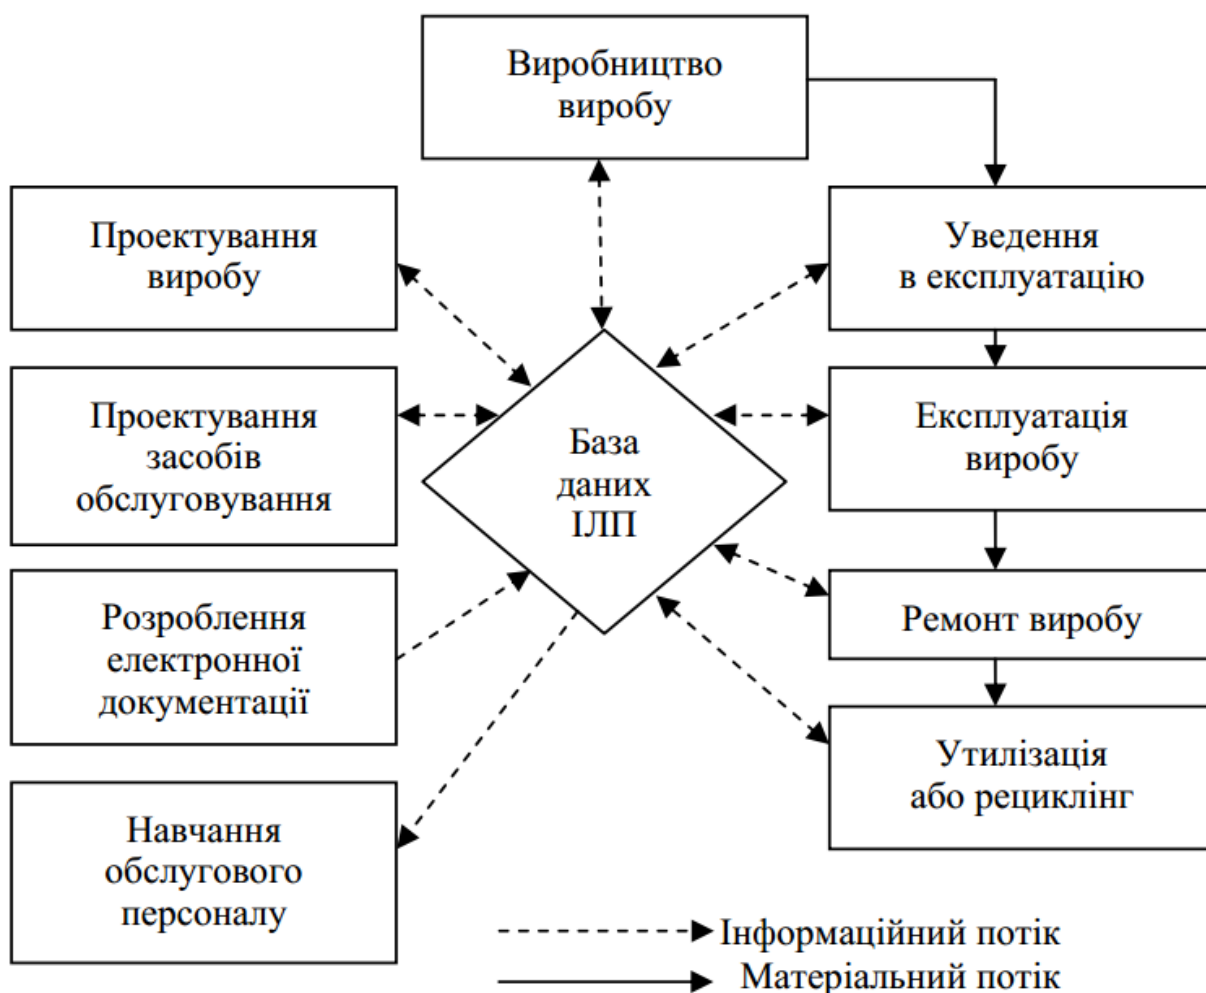 Виробництво
виробу
Проектування
виробу
Уведення
в експлуатацію
Проектування
засобів
обслуговування
База
даних
ІЛП
Експлуатація
виробу
Розроблення
електронної
документації
Ремонт виробу
Навчання
обслугового
персоналу
Утилізація
або рециклінг
Інформаційний потік
Матеріальний потік